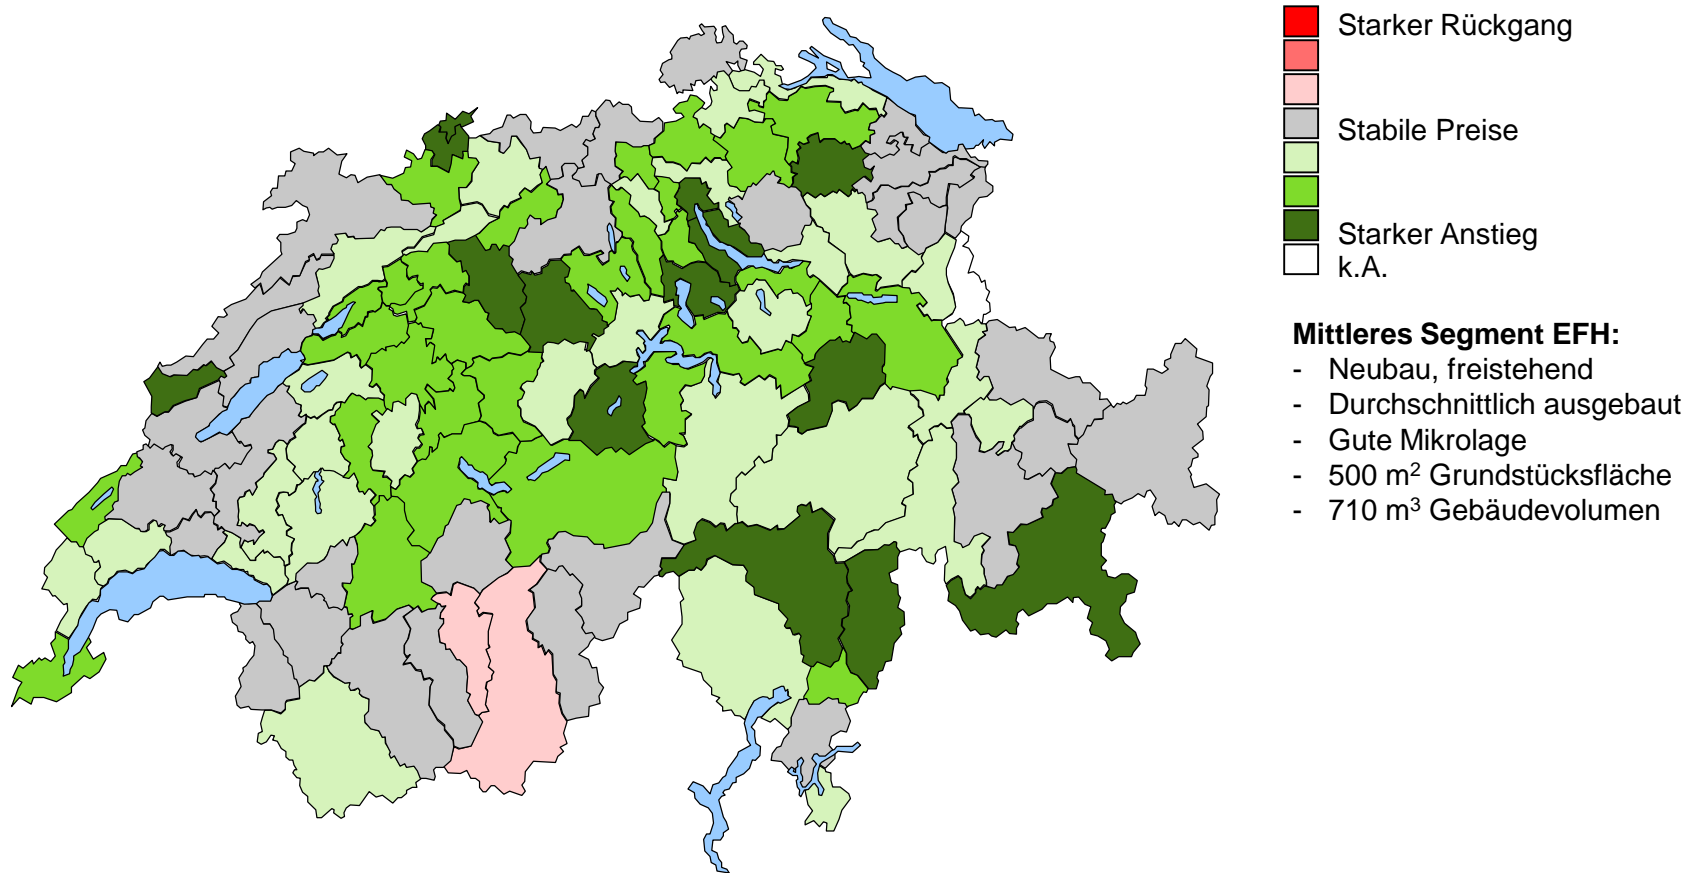 Starker Rückgang
Stabile Preise
Starker Anstieg
k.A.
Mittleres Segment EFH:
- Neubau, freistehend
- Durchschnittlich ausgebaut
- Gute Mikrolage
- 500 m² Grundstücksfläche
- 710 m³ Gebäudevolumen